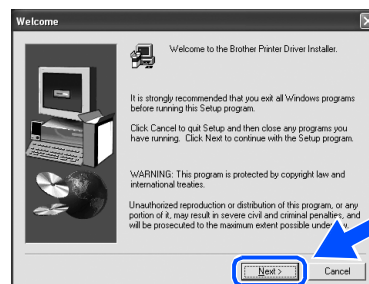 Welcome
Welcome to the Brother Printer Driver Installer.
It is strongly recommended that you exit all Windows programs
before running this Setup program.
Click Cancel to quit Setup and then close any programs you
have running. Click Next to continue with the Setup program.
WARNING: This program is protected by copyright law and
international treaties.
Unauthorized reproduction or distribution of this program, or any
portion of it, may result in severe civil and criminal penalties, and
will be prosecuted to the maximum extent possible under
Next >
Cancel